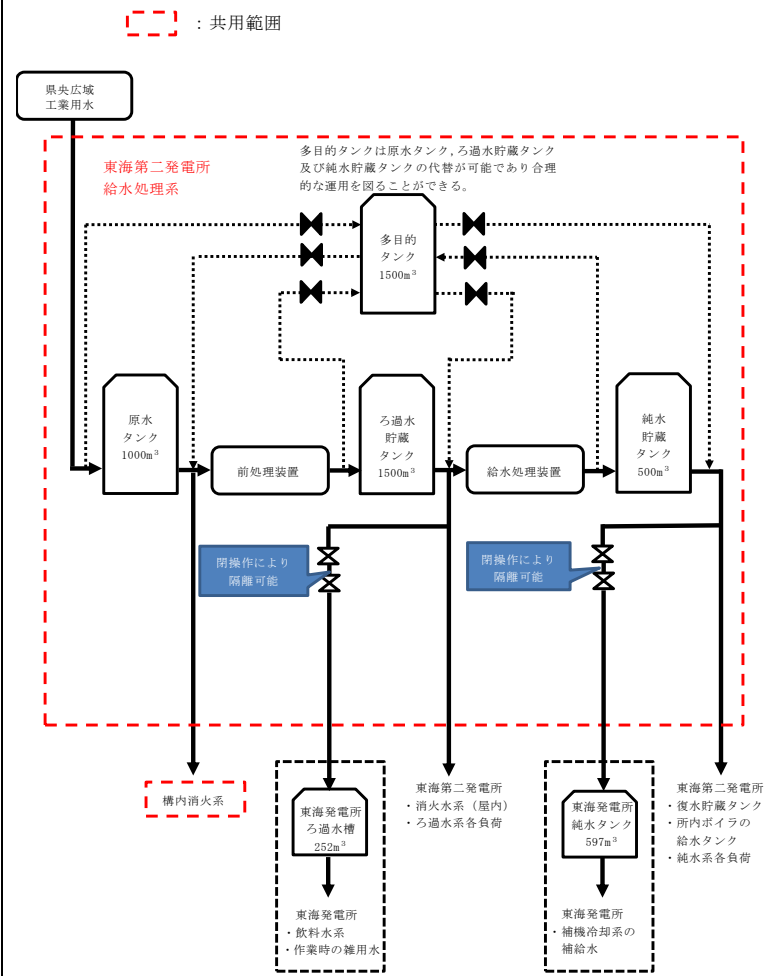 ：共用範囲
県央広域
工業用水
東海第二発電所
給水処理系
多目的タンクは原水タンク，ろ過水貯蔵タンク
及び純水貯蔵タンクの代替が可能であり合理
的な運用を図ることができる。
多目的
タンク
1500m³
原水
タンク
1000m³
前処理装置
ろ過水
貯蔵
タンク
1500m³
給水処理装置
純水
貯蔵
タンク
500m³
閉操作により
隔離可能
閉操作により
隔離可能
構内消火系
東海発電所
ろ過水槽
252m³
東海発電所
・飲料水系
・作業時の雑用水
東海第二発電所
・消火水系（屋内）
・ろ過水系各負荷
東海発電所
純水タンク
597m³
東海発電所
・補機冷却系の
補給水
東海第二発電所
・復水貯蔵タンク
・所内ボイラの
給水タンク
・純水系各負荷